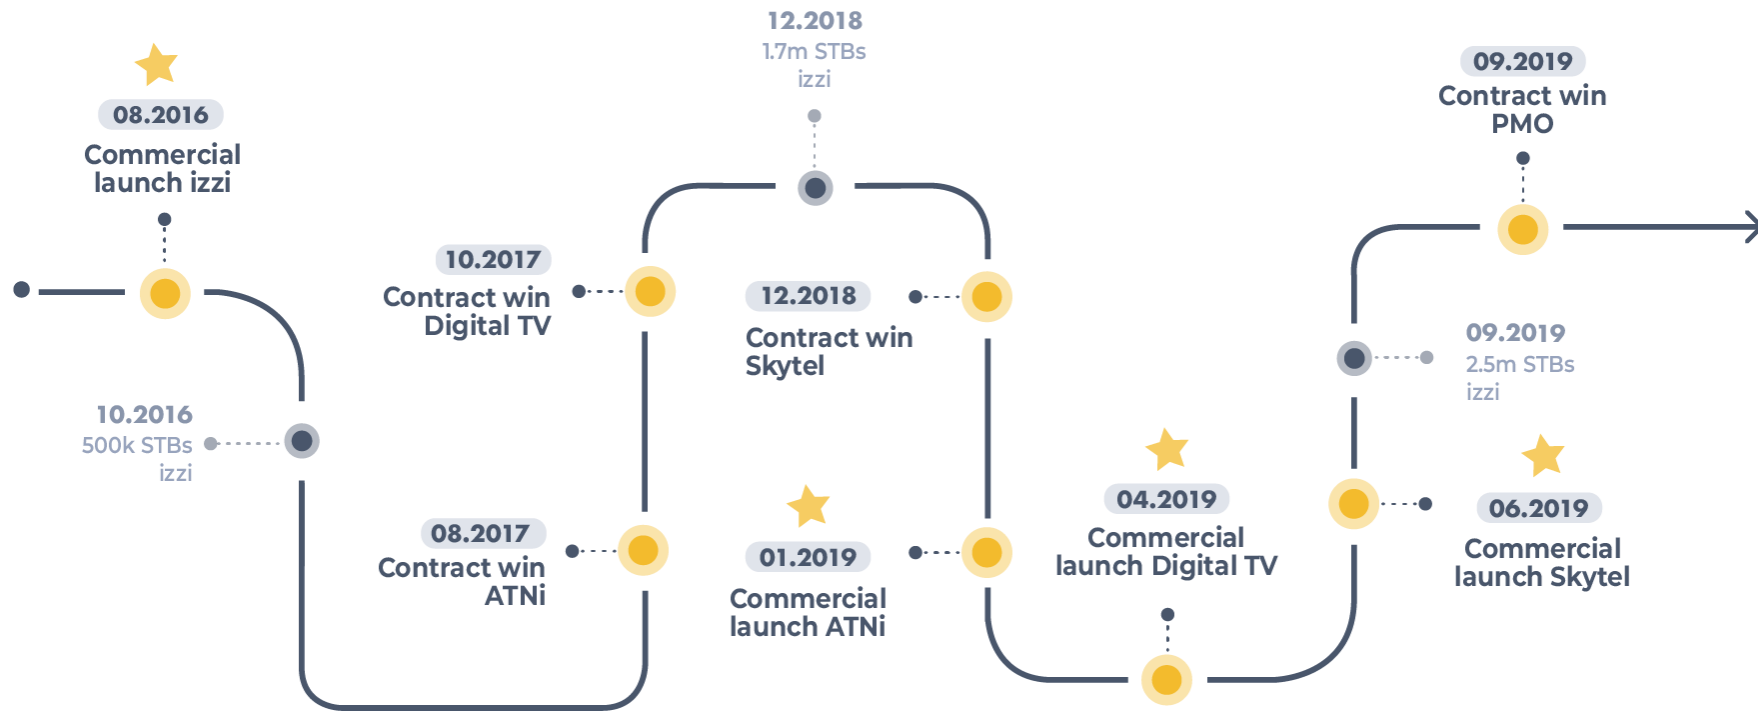 08.2016
Commercial
launch izzi
10.2016
500k STBs
izzi
08.2017
Contract win
ATNi
10.2017
Contract win
Digital TV
12.2018
1.7m STBs
izzi
12.2018
Contract win
Skytel
01.2019
Commercial
launch ATNi
04.2019
Commercial
launch Digital TV
06.2019
Commercial
launch Skytel
09.2019
2.5m STBs
izzi
09.2019
Contract win
PMO